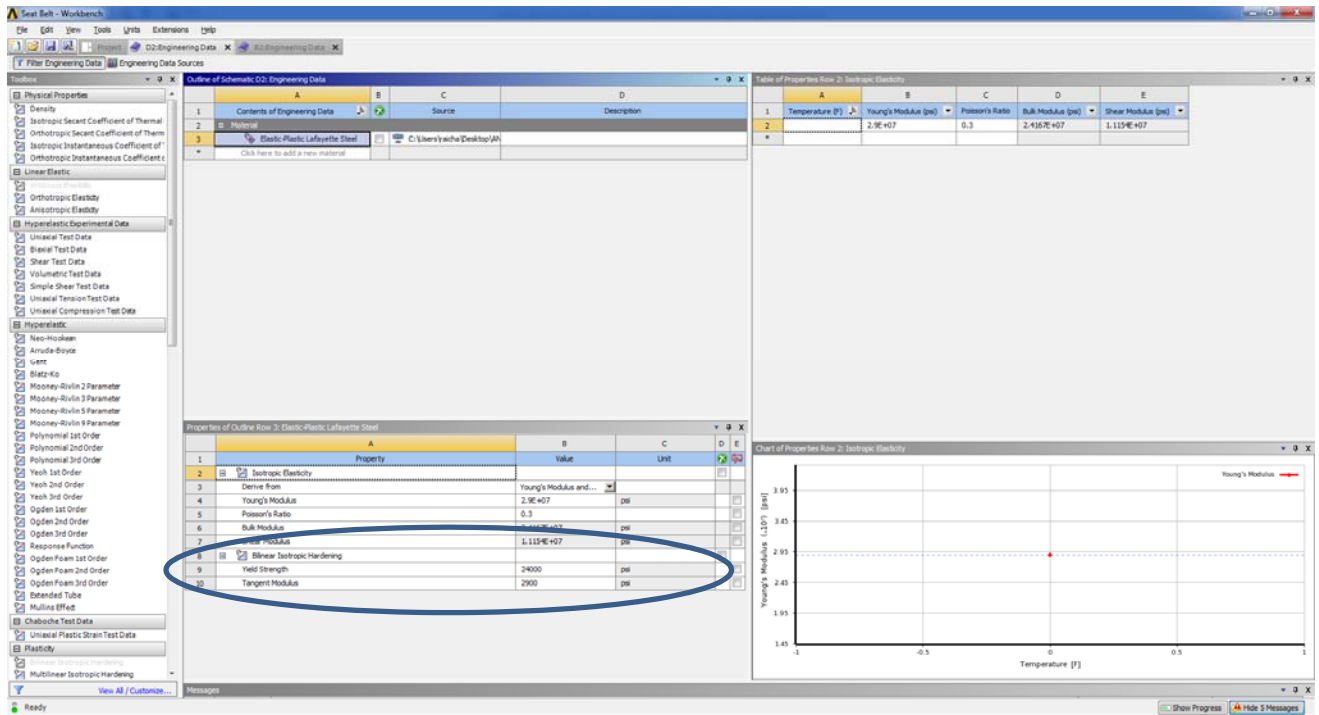 Seat Belt - Workbench
File Edit View Tools Units Extensions Help
Project D2:Engineering Data B2:Engineering Data
Filter Engineering Data Engineering Data Sources
Toolbox
Physical Properties
Density
Isotropic Secant Coefficient of Thermal
Orthotropic Secant Coefficient of Therm
Isotropic Instantaneous Coefficient of
Orthotropic Instantaneous Coefficient c
Linear Elastic
Isotropic Elasticity
Orthotropic Elasticity
Anisotropic Elasticity
Hyperelastic Experimental Data
Uniaxial Test Data
Biaxial Test Data
Shear Test Data
Volumetric Test Data
Simple Shear Test Data
Uniaxial Tension Test Data
Uniaxial Compression Test Data
Hyperelastic
Neo-Hookean
Arruda-Boyce
Gent
Blatz-Ko
Mooney-Rivlin 2 Parameter
Mooney-Rivlin 3 Parameter
Mooney-Rivlin 5 Parameter
Mooney-Rivlin 9 Parameter
Polynomial 1st Order
Polynomial 2nd Order
Polynomial 3rd Order
Yeoh 1st Order
Yeoh 2nd Order
Yeoh 3rd Order
Ogden 1st Order
Ogden 2nd Order
Ogden 3rd Order
Response Function
Ogden Foam 1st Order
Ogden Foam 2nd Order
Ogden Foam 3rd Order
Extended Tube
Mullins Effect
Chaboche Test Data
Uniaxial Plastic Strain Test Data
Plasticity
Bilinear Isotropic Hardening
Multilinear Isotropic Hardening
View All / Customize...
Outline of Schematic D2: Engineering Data
A B C D
1 Contents of Engineering Data Source Description
2 Material
3 Elastic-Plastic Lafayette Steel C:\Users\raicha\Desktop\AN
* Click here to add a new material
Properties of Outline Row 3: Elastic-Plastic Lafayette Steel
A B C D E
1 Property Value Unit
2 Isotropic Elasticity
3 Derive from Young's Modulus and...
4 Young's Modulus 2.9E+07 psi
5 Poisson's Ratio 0.3
6 Bulk Modulus 2.4167E+07 psi
7 Shear Modulus 1.1154E+07 psi
8 Bilinear Isotropic Hardening
9 Yield Strength 24000 psi
10 Tangent Modulus 2900 psi
Table of Properties Row 2: Isotropic Elasticity
A B C D E
1 Temperature (F) Young's Modulus (psi) Poisson's Ratio Bulk Modulus (psi) Shear Modulus (psi)
2 2.9E+07 0.3 2.4167E+07 1.1154E+07
*
Chart of Properties Row 2: Isotropic Elasticity
Young's Modulus
Young's Modulus (.10⁷) [psi]
3.95
3.45
2.95
2.45
1.95
1.45
-1 -0.5 0 0.5 1
Temperature [F]
Messages
Ready
Show Progress Hide 5 Messages